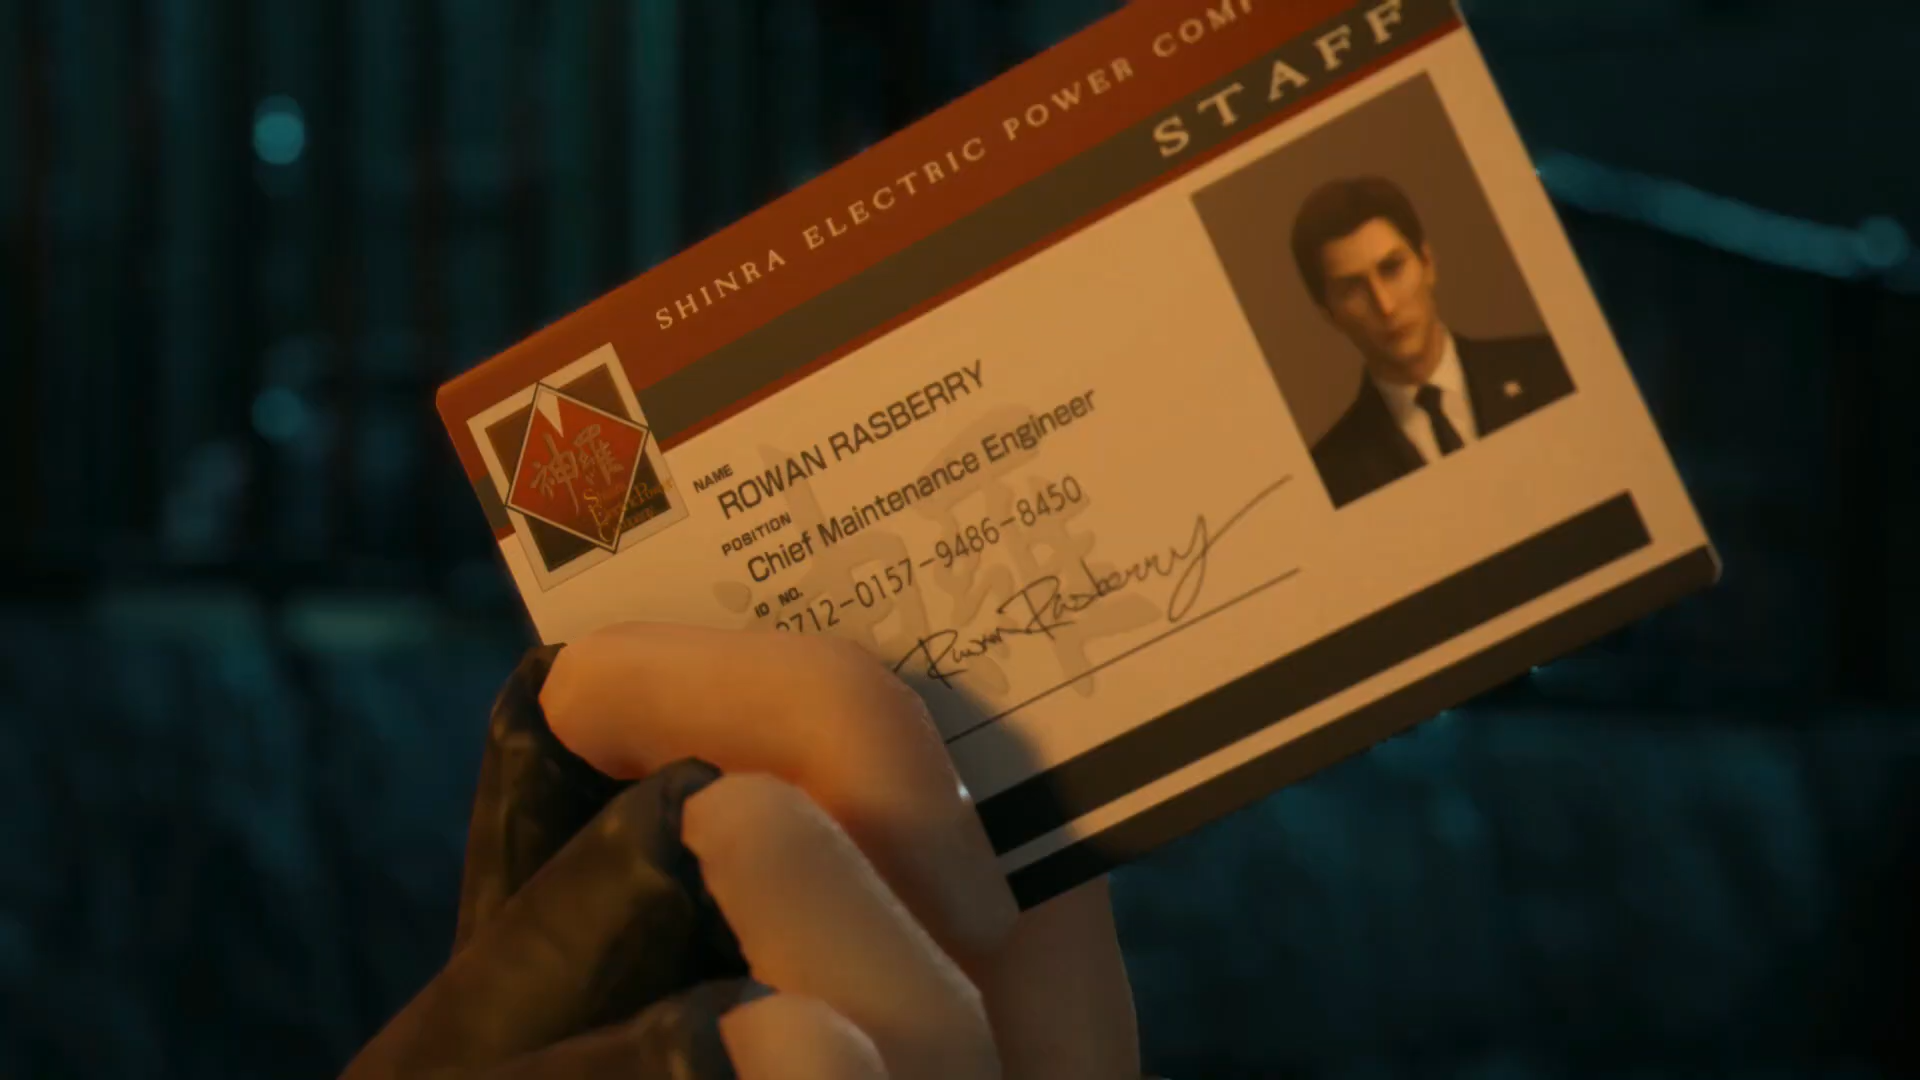 SHINRA ELECTRIC POWER
STAFF
神羅
NAME
ROWAN RASBERRY
POSITION
Chief Maintenance Engineer
ID NO.
712-0157-9486-8450
Rowan Rasberry